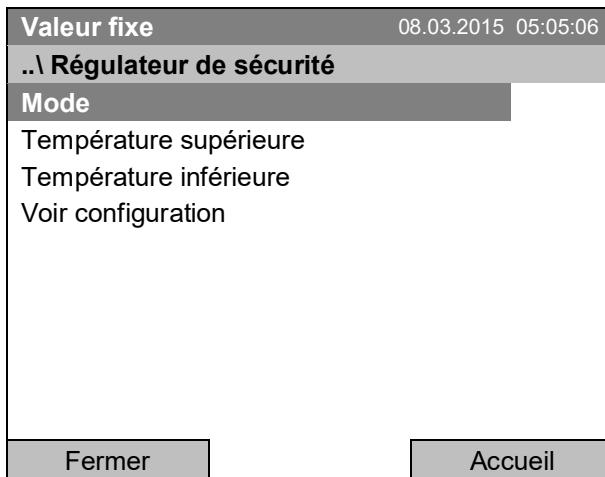 Valeur fixe 08.03.2015 05:05:06
..\ Régulateur de sécurité
Mode
Température supérieure
Température inférieure
Voir configuration
Fermer Accueil